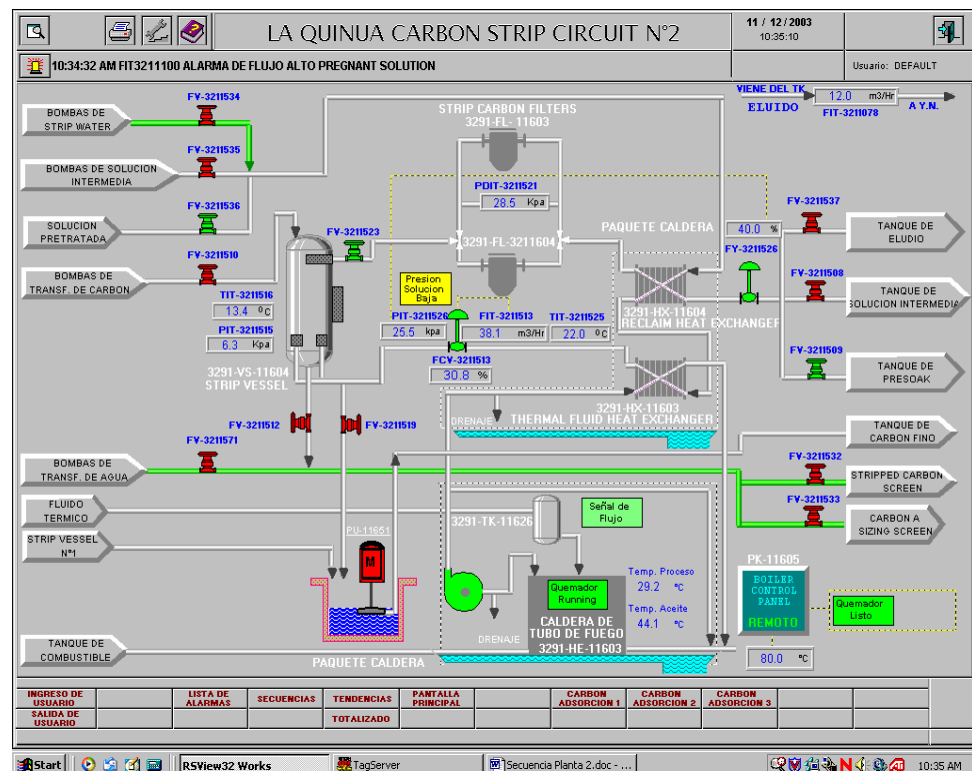 LA QUINUA CARBON STRIP CIRCUIT N°2
11 / 12 / 2003
10:35:10
10:34:32 AM FIT3211100 ALARMA DE FLUJO ALTO PREGNANT SOLUTION
Usuario: DEFAULT
VIENE DEL TK
ELUIDO
12.0 m3/Hr
FIT-3211078
A Y.N.
BOMBAS DE
STRIP WATER
FV-3211534
BOMBAS DE SOLUCION
INTERMEDIA
FV-3211535
SOLUCION
PRETRATADA
FV-3211536
BOMBAS DE
TRANSF. DE CARBON
FV-3211510
STRIP CARBON FILTERS
3291-FL- 11603
PDIT-3211521
28.5 Kpa
3291-FL-3211604
FV-3211523
TIT-3211516
13.4 °C
PIT-3211515
6.3 Kpa
3291-VS-11604
STRIP VESSEL
Presion
Solucion
Baja
PIT-3211526
25.5 kpa
FIT-3211513
38.1 m3/Hr
TIT-3211525
22.0 °C
FCV-3211513
30.8 %
PAQUETE CALDERA
40.0 %
FY-3211526
3291-HX-11604
RECLAIM HEAT EXCHANGER
3291-HX-11603
THERMAL FLUID HEAT EXCHANGER
DRENAJE
FV-3211537
TANQUE DE
ELUDIO
FV-3211508
TANQUE DE
SOLUCION INTERMEDIA
FV-3211509
TANQUE DE
PRESOAK
TANQUE DE
CARBON FINO
FV-3211532
STRIPPED CARBON
SCREEN
FV-3211533
CARBON A
SIZING SCREEN
FV-3211512
FV-3211519
FV-3211571
BOMBAS DE
TRANSF. DE AGUA
FLUIDO
TERMICO
STRIP VESSEL
N°1
TANQUE DE
COMBUSTIBLE
PU-11651
M
3291-TK-11626
Señal de
Flujo
Quemador
Running
CALDERA DE
TUBO DE FUEGO
3291-HE-11603
DRENAJE
PAQUETE CALDERA
Temp. Proceso
29.2 °C
Temp. Aceite
44.1 °C
PK-11605
BOILER
CONTROL
PANEL
REMOTO
Quemador
Listo
80.0 °C
INGRESO DE
USUARIO
LISTA DE
ALARMAS
SECUENCIAS
TENDENCIAS
PANTALLA
PRINCIPAL
CARBON
ADSORCION 1
CARBON
ADSORCION 2
CARBON
ADSORCION 3
SALIDA DE
USUARIO
TOTALIZADO
Start
RSView32 Works
TagServer
Secuencia Planta 2.doc - ...
10:35 AM